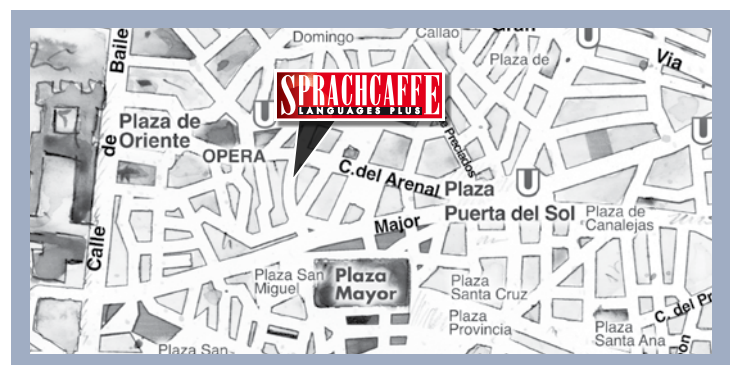 Domingo
Callao
Gran
Via
Plaza de
Baile
U
SPRACHCAFFE
LANGUAGES PLUS
U
U
Plaza de
Oriente
de
OPERA
de Preciados
C.del Arenal
Plaza
Puerta del Sol
U
Plaza de
Canalejas
Major
Calle
Plaza San
Miguel
Plaza
Mayor
Plaza
Santa Cruz
Plaza
Provincia
C. del Pr
Plaza
Santa Ana
Plaza San